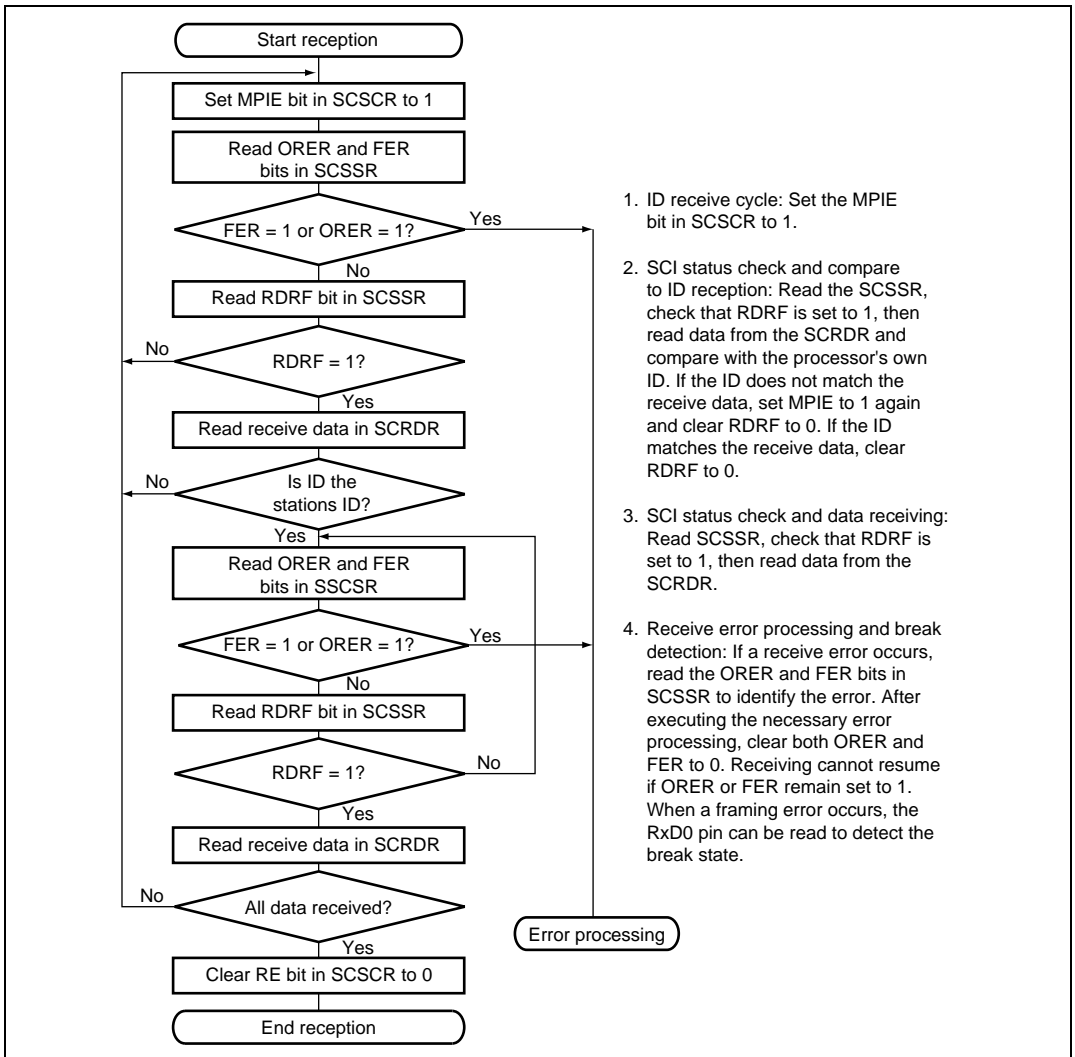 Start reception
Set MPIE bit in SCSCR to 1
Read ORER and FER
bits in SCSSR
FER = 1 or ORER = 1?
Yes
No
Read RDRF bit in SCSSR
RDRF = 1?
No
Yes
Read receive data in SCRDR
Is ID the
stations ID?
No
Yes
Read ORER and FER
bits in SSCSR
FER = 1 or ORER = 1?
Yes
No
Read RDRF bit in SCSSR
RDRF = 1?
No
Yes
Read receive data in SCRDR
All data received?
No
Yes
Clear RE bit in SCSCR to 0
End reception
Error processing
1. ID receive cycle: Set the MPIE
bit in SCSCR to 1.
2. SCI status check and compare
to ID reception: Read the SCSSR,
check that RDRF is set to 1, then
read data from the SCRDR and
compare with the processor's own
ID. If the ID does not match the
receive data, set MPIE to 1 again
and clear RDRF to 0. If the ID
matches the receive data, clear
RDRF to 0.
3. SCI status check and data receiving:
Read SCSSR, check that RDRF is
set to 1, then read data from the
SCRDR.
4. Receive error processing and break
detection: If a receive error occurs,
read the ORER and FER bits in
SCSSR to identify the error. After
executing the necessary error
processing, clear both ORER and
FER to 0. Receiving cannot resume
if ORER or FER remain set to 1.
When a framing error occurs, the
RxD0 pin can be read to detect the
break state.